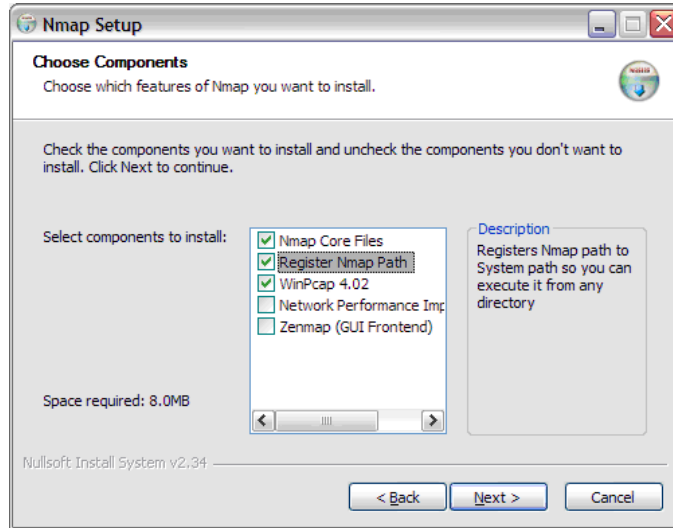 Nmap Setup
Choose Components
Choose which features of Nmap you want to install.
Check the components you want to install and uncheck the components you don't want to
install. Click Next to continue.
Select components to install:
Nmap Core Files
Register Nmap Path
WinPcap 4.02
Network Performance Imp
Zenmap (GUI Frontend)
Description
Registers Nmap path to
System path so you can
execute it from any
directory
Space required: 8.0MB
Nullsoft Install System v2.34
< Back
Next >
Cancel